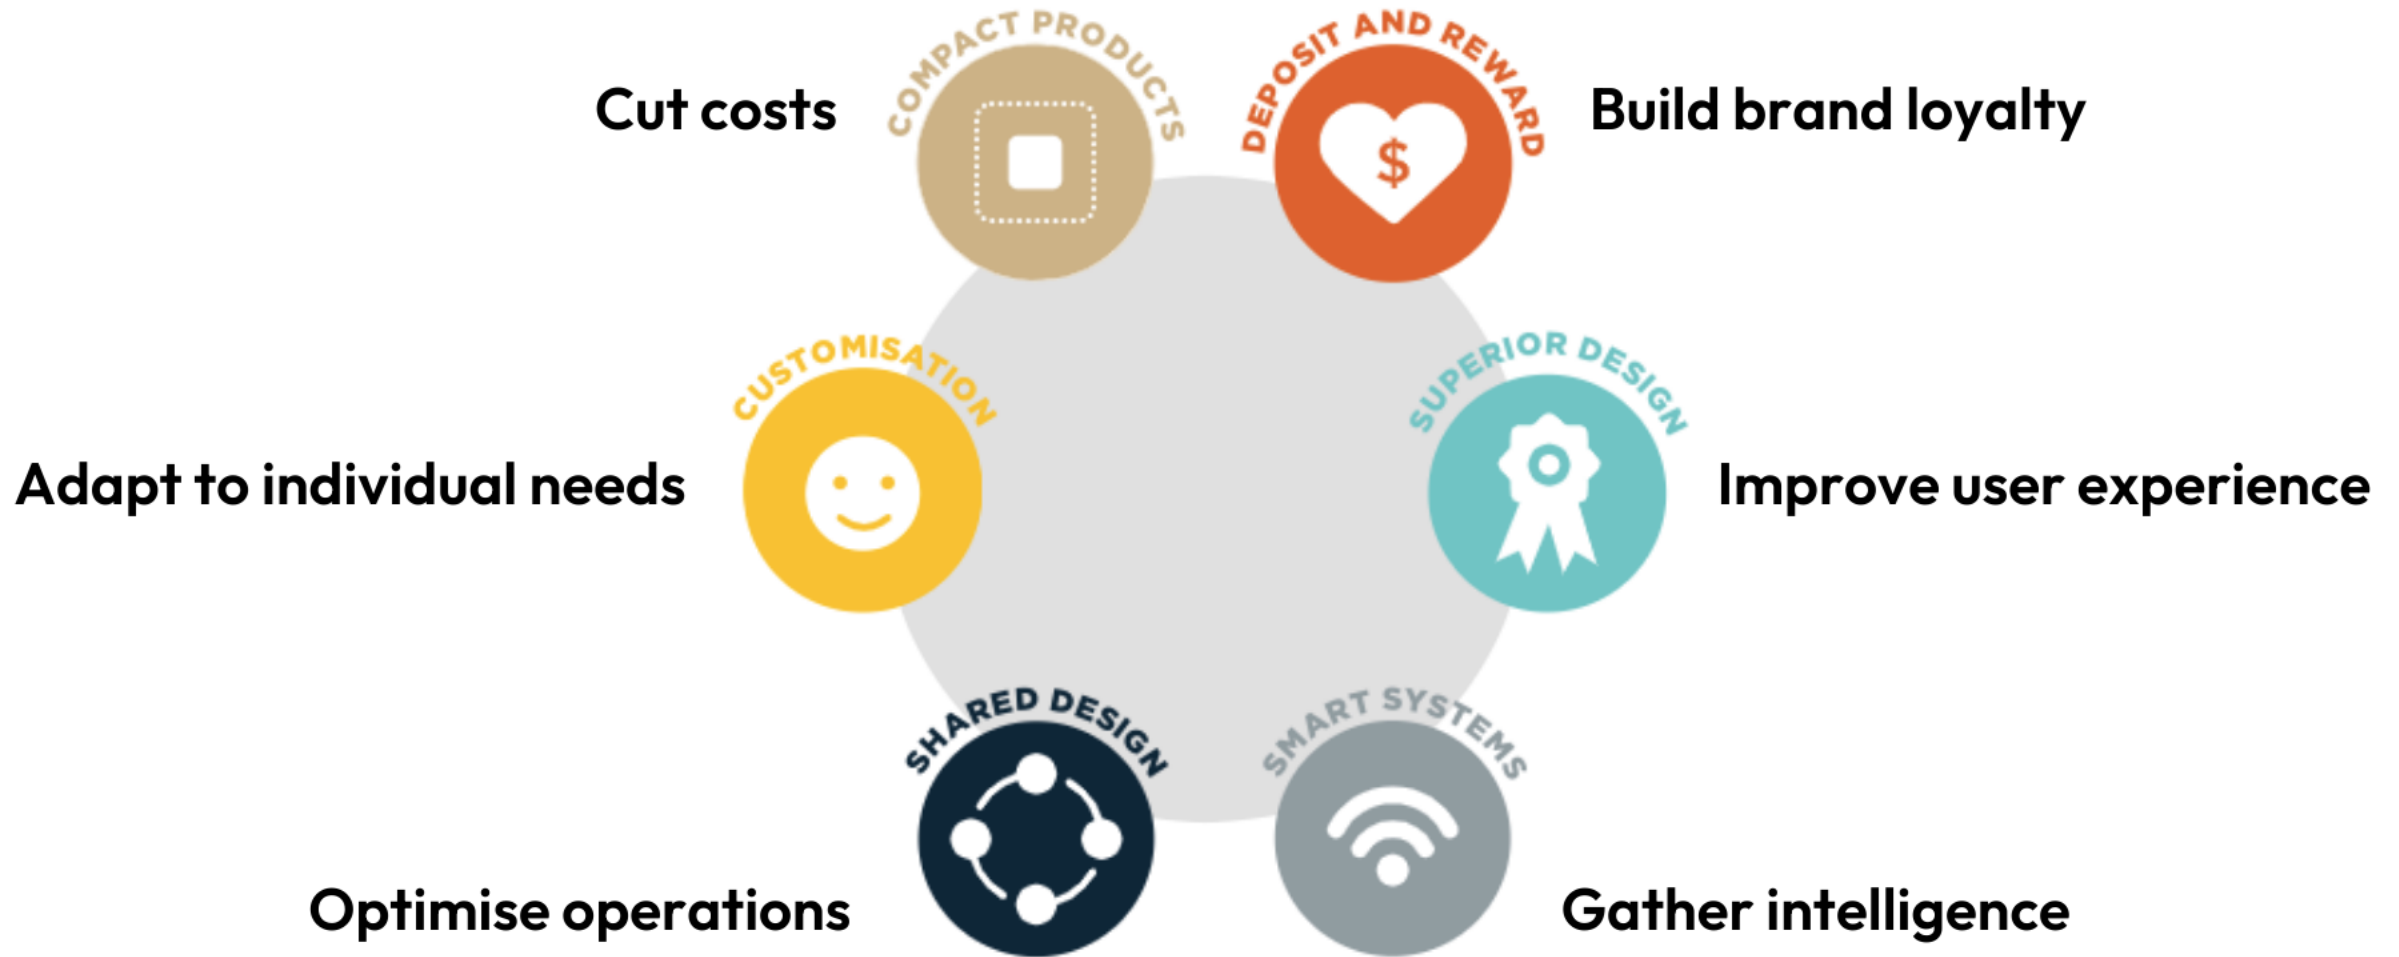 COMPACT PRODUCTS
Cut costs
DEPOSIT AND REWARD
$
Build brand loyalty
CUSTOMISATION
Adapt to individual needs
SUPERIOR DESIGN
Improve user experience
SHARED DESIGN
Optimise operations
SMART SYSTEMS
Gather intelligence